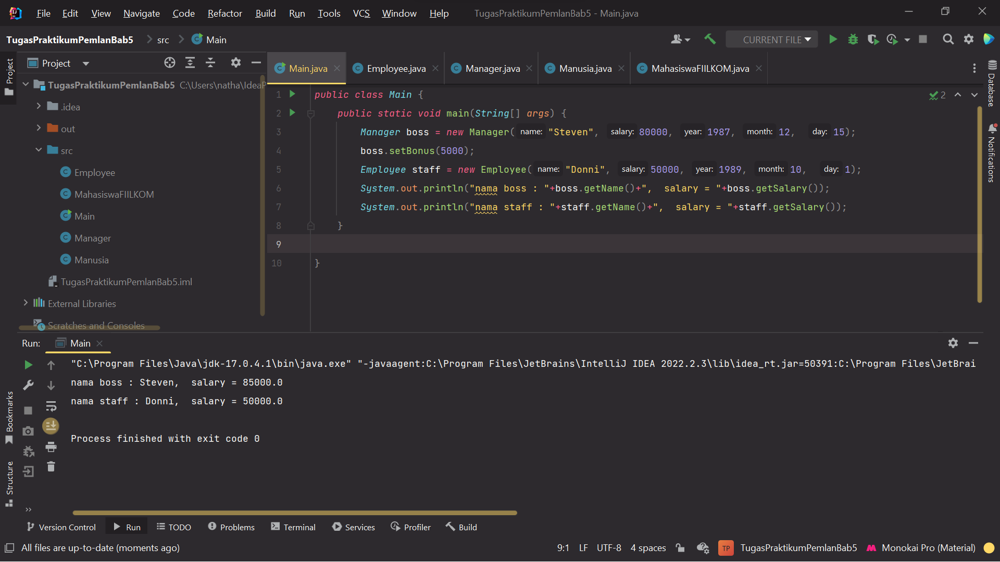 File Edit View Navigate Code Refactor Build Run Tools VCS Window Help TugasPraktikumPemlanBab5 - Main.java
TugasPraktikumPemlanBab5 src Main CURRENT FILE
Project
Project
TugasPraktikumPemlanBab5 C:\Users\natha\IdeaP
.idea
out
src
Employee
MahasiswaFIILKOM
Main
Manager
Manusia
TugasPraktikumPemlanBab5.iml
External Libraries
Scratches and Consoles
Main.java Employee.java Manager.java Manusia.java MahasiswaFIILKOM.java
2
1 public class Main {
2 public static void main(String[] args) {
3 Manager boss = new Manager( name: "Steven", salary: 80000, year: 1987, month: 12, day: 15);
4 boss.setBonus(5000);
5 Employee staff = new Employee( name: "Donni", salary: 50000, year: 1989, month: 10, day: 1);
6 System.out.println("nama boss : "+boss.getName()+", salary = "+boss.getSalary());
7 System.out.println("nama staff : "+staff.getName()+", salary = "+staff.getSalary());
8 }
9
10 }
Database
Notifications
Run: Main
"C:\Program Files\Java\jdk-17.0.4.1\bin\java.exe" "-javaagent:C:\Program Files\JetBrains\IntelliJ IDEA 2022.2.3\lib\idea_rt.jar=50391:C:\Program Files\JetBrai
nama boss : Steven, salary = 85000.0
nama staff : Donni, salary = 50000.0
Process finished with exit code 0
Bookmarks
Structure
Version Control Run TODO Problems Terminal Services Profiler Build
All files are up-to-date (moments ago) 9:1 LF UTF-8 4 spaces TP TugasPraktikumPemlanBab5 Monokai Pro (Material)